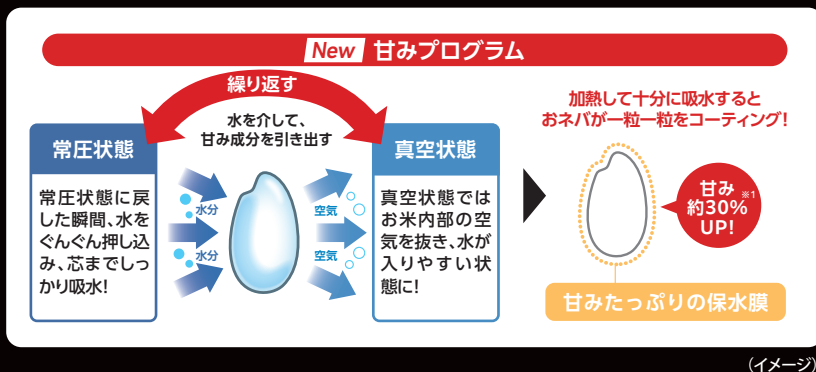 New 甘みプログラム
繰り返す
水を介して、
甘み成分を引き出す
常圧状態
常圧状態に戻
した瞬間、水を
ぐんぐん押し込
み、芯までしっ
かり吸水!
水分
水分
空気
空気
真空状態
真空状態では
お米内部の空
気を抜き、水が
入りやすい状
態に!
加熱して十分に吸水すると
おネバが一粒一粒をコーティング!
甘み※1
約30%
UP!
甘みたっぷりの保水膜
(イメージ)